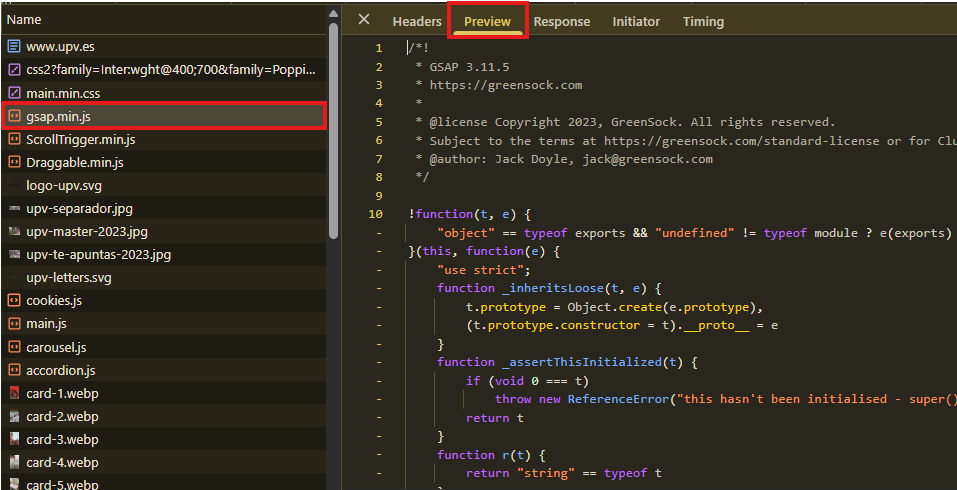 Name
www.upv.es
css2?family=Inter:wght@400;700&family=Poppi...
main.min.css
gsap.min.js
ScrollTrigger.min.js
Draggable.min.js
logo-upv.svg
upv-separador.jpg
upv-master-2023.jpg
upv-te-apuntas-2023.jpg
upv-letters.svg
cookies.js
main.js
carousel.js
accordion.js
card-1.webp
card-2.webp
card-3.webp
card-4.webp
card-5.webp
Headers Preview Response Initiator Timing
1 /*!
2 * GSAP 3.11.5
3 * https://greensock.com
4 *
5 * @license Copyright 2023, GreenSock. All rights reserved.
6 * Subject to the terms at https://greensock.com/standard-license or for Clu
7 * @author: Jack Doyle, jack@greensock.com
8 */
9
10 !function(t, e) {
- "object" == typeof exports && "undefined" != typeof module ? e(exports)
- }(this, function(e) {
- "use strict";
- function _inheritsLoose(t, e) {
- t.prototype = Object.create(e.prototype),
- (t.prototype.constructor = t).__proto__ = e
- }
- function _assertThisInitialized(t) {
- if (void 0 === t)
- throw new ReferenceError("this hasn't been initialised - super()
- return t
- }
- function r(t) {
- return "string" == typeof t